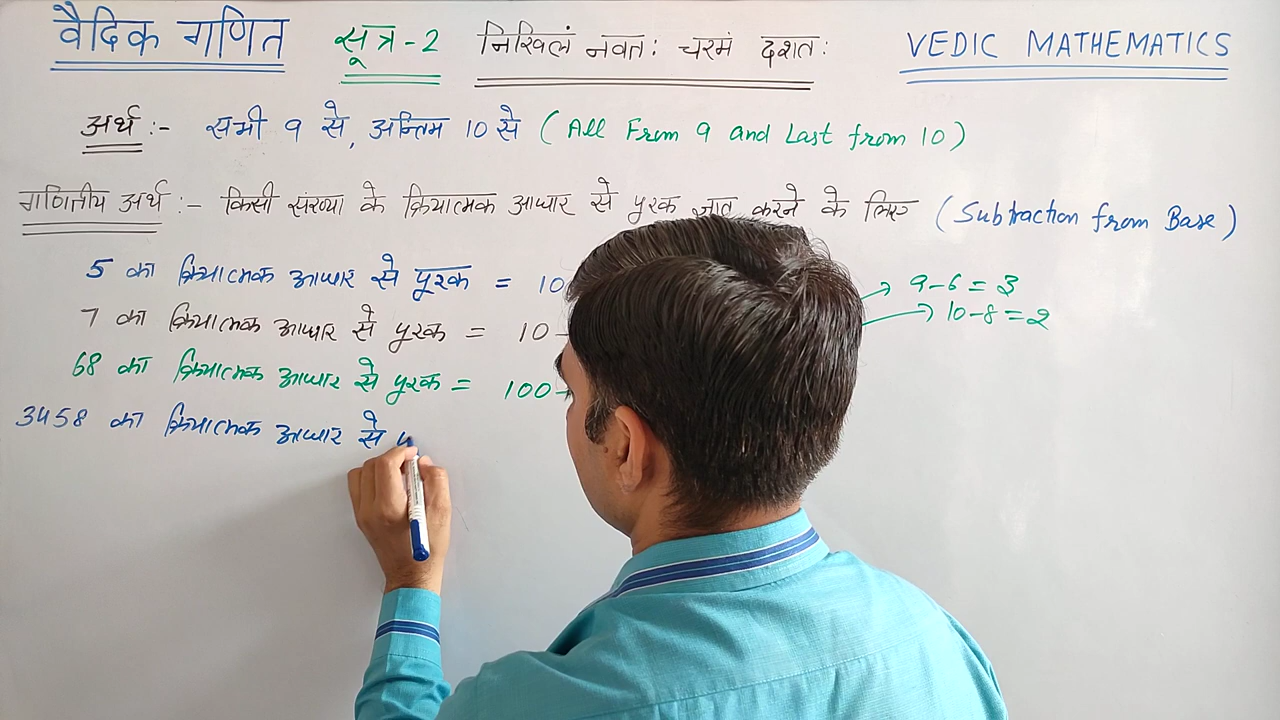 वैदिक गणित सूत्र-2 निखिलं नवतः चरमं दशतः VEDIC MATHEMATICS
अर्थ :- सभी 9 से, अन्तिम 10 से ( All From 9 and Last from 10 )
गणितीय अर्थ :- किसी संख्या के क्रियात्मक आधार से पूरक ज्ञात करने के लिए ( Subtraction from Base )
5 का क्रियात्मक आधार से पूरक = 10 9-6=3
7 का क्रियात्मक आधार से पूरक = 10- 10-8=2
68 का क्रियात्मक आधार से पूरक = 100-
3458 का क्रियात्मक आधार से प